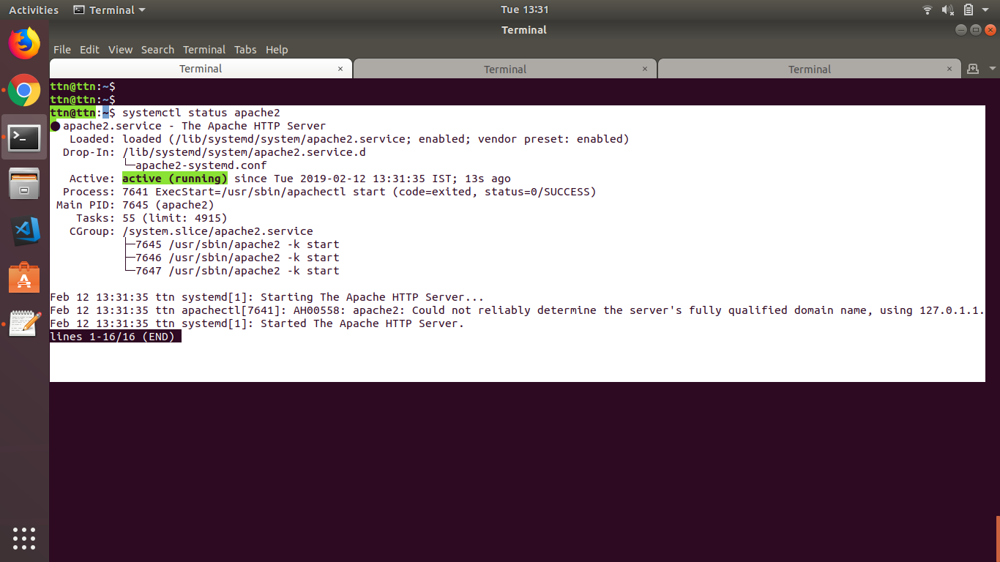 Activities Terminal Tue 13:31
Terminal
File Edit View Search Terminal Tabs Help
Terminal × Terminal × Terminal ×
ttn@ttn:~$
ttn@ttn:~$
ttn@ttn:~$ systemctl status apache2
● apache2.service - The Apache HTTP Server
   Loaded: loaded (/lib/systemd/system/apache2.service; enabled; vendor preset: enabled)
  Drop-In: /lib/systemd/system/apache2.service.d
           └─apache2-systemd.conf
   Active: active (running) since Tue 2019-02-12 13:31:35 IST; 13s ago
  Process: 7641 ExecStart=/usr/sbin/apachectl start (code=exited, status=0/SUCCESS)
 Main PID: 7645 (apache2)
    Tasks: 55 (limit: 4915)
   CGroup: /system.slice/apache2.service
           ├─7645 /usr/sbin/apache2 -k start
           ├─7646 /usr/sbin/apache2 -k start
           └─7647 /usr/sbin/apache2 -k start
Feb 12 13:31:35 ttn systemd[1]: Starting The Apache HTTP Server...
Feb 12 13:31:35 ttn apachectl[7641]: AH00558: apache2: Could not reliably determine the server's fully qualified domain name, using 127.0.1.1.
Feb 12 13:31:35 ttn systemd[1]: Started The Apache HTTP Server.
lines 1-16/16 (END)